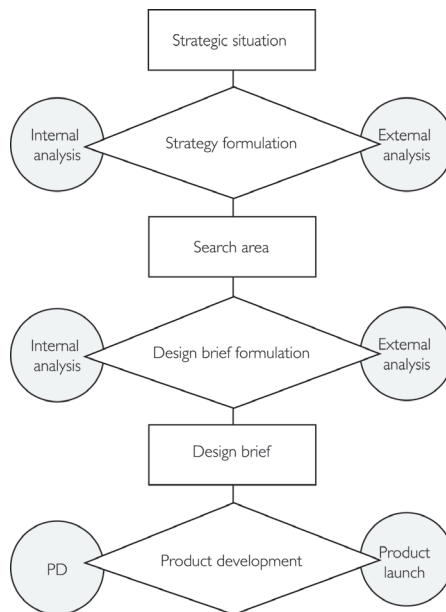 Strategic situation
Internal
analysis
Strategy formulation
External
analysis
Search area
Internal
analysis
Design brief formulation
External
analysis
Design brief
PD
Product development
Product
launch